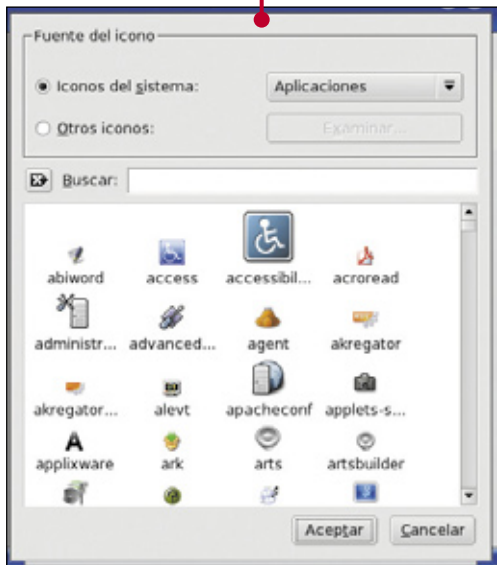 Fuente del icono
Iconos del sistema: Aplicaciones
Otros iconos: Examinar...
Buscar:
abiword access accessibil... acroread
administr... advanced... agent akregator
akregator... alevt apacheconf applets-s...
applixware ark arts artsbuilder
Aceptar Cancelar